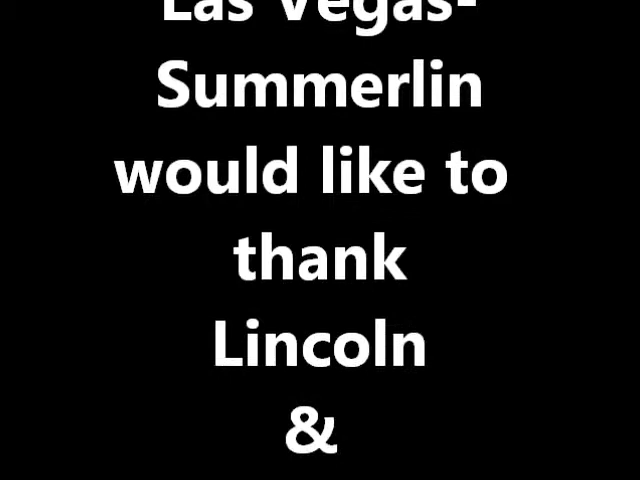 Las Vegas-
Summerlin
would like to
thank
Lincoln
&